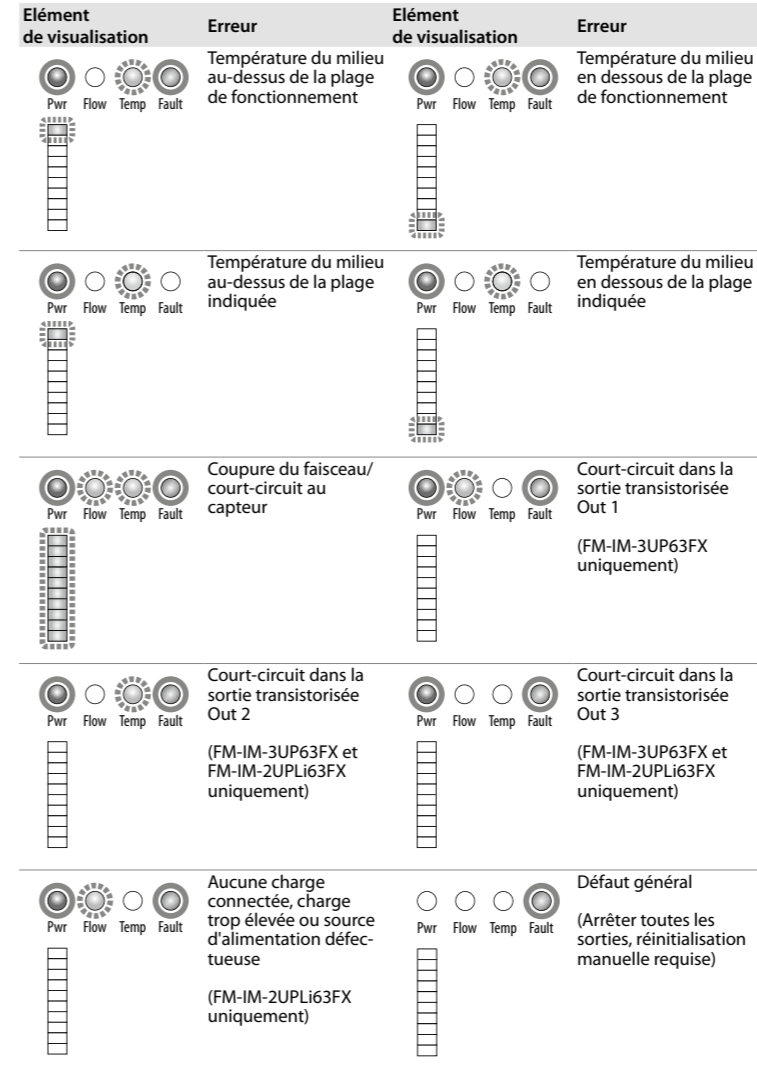 Elément
de visualisation
Erreur
Elément
de visualisation
Erreur
Pwr Flow Temp Fault
Température du milieu
au-dessus de la plage
de fonctionnement
Pwr Flow Temp Fault
Température du milieu
en dessous de la plage
de fonctionnement
Pwr Flow Temp Fault
Température du milieu
au-dessus de la plage
indiquée
Pwr Flow Temp Fault
Température du milieu
en dessous de la plage
indiquée
Pwr Flow Temp Fault
Coupure du faisceau/
court-circuit au
capteur
Pwr Flow Temp Fault
Court-circuit dans la
sortie transistorisée
Out 1
(FM-IM-3UP63FX
uniquement)
Pwr Flow Temp Fault
Court-circuit dans la
sortie transistorisée
Out 2
(FM-IM-3UP63FX et
FM-IM-2UPLi63FX
uniquement)
Pwr Flow Temp Fault
Court-circuit dans la
sortie transistorisée
Out 3
(FM-IM-3UP63FX et
FM-IM-2UPLi63FX
uniquement)
Pwr Flow Temp Fault
Aucune charge
connectée, charge
trop élevée ou source
d'alimentation défec-
tueuse
(FM-IM-2UPLi63FX
uniquement)
Pwr Flow Temp Fault
Défaut général
(Arrêter toutes les
sorties, réinitialisation
manuelle requise)